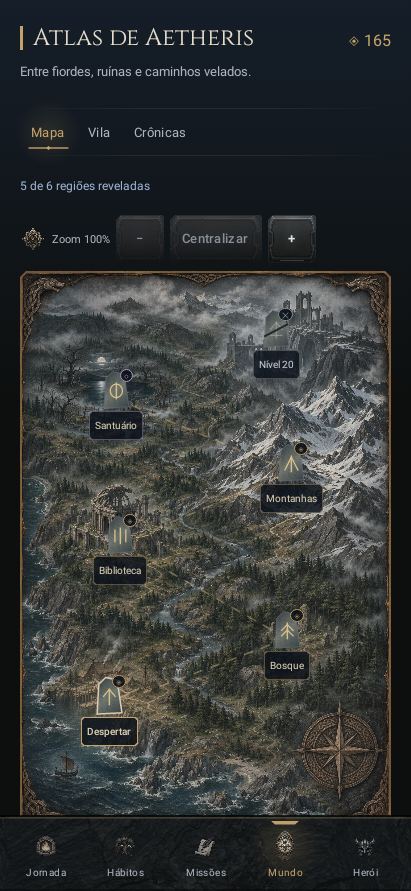 Atlas de Aetheris
165
Entre fiordes, ruínas e caminhos velados.
Mapa Vila Crônicas
5 de 6 regiões reveladas
Zoom 100% − Centralizar +
Nível 20
Santuário
Montanhas
Biblioteca
Bosque
Despertar
Jornada Hábitos Missões Mundo Herói